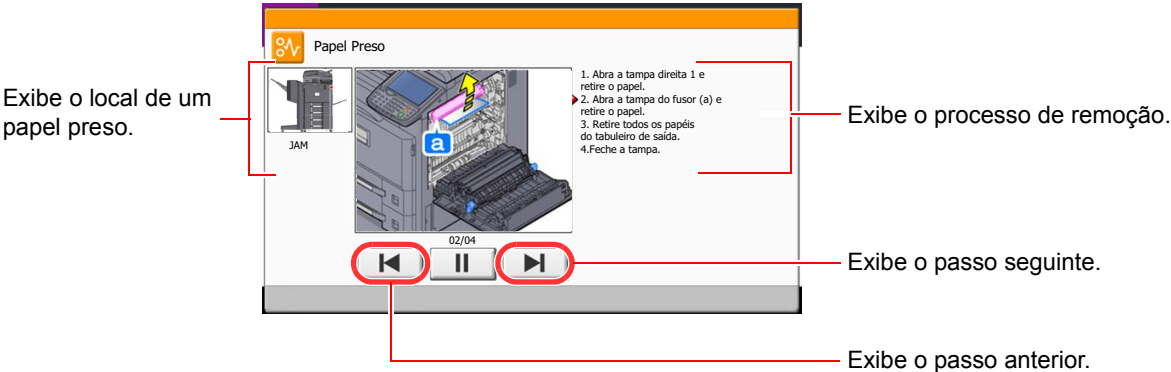 Papel Preso
Exibe o local de um
papel preso.
JAM
a
1. Abra a tampa direita 1 e
retire o papel.
2. Abra a tampa do fusor (a) e
retire o papel.
3. Retire todos os papéis
do tabuleiro de saída.
4.Feche a tampa.
Exibe o processo de remoção.
02/04
Exibe o passo seguinte.
Exibe o passo anterior.